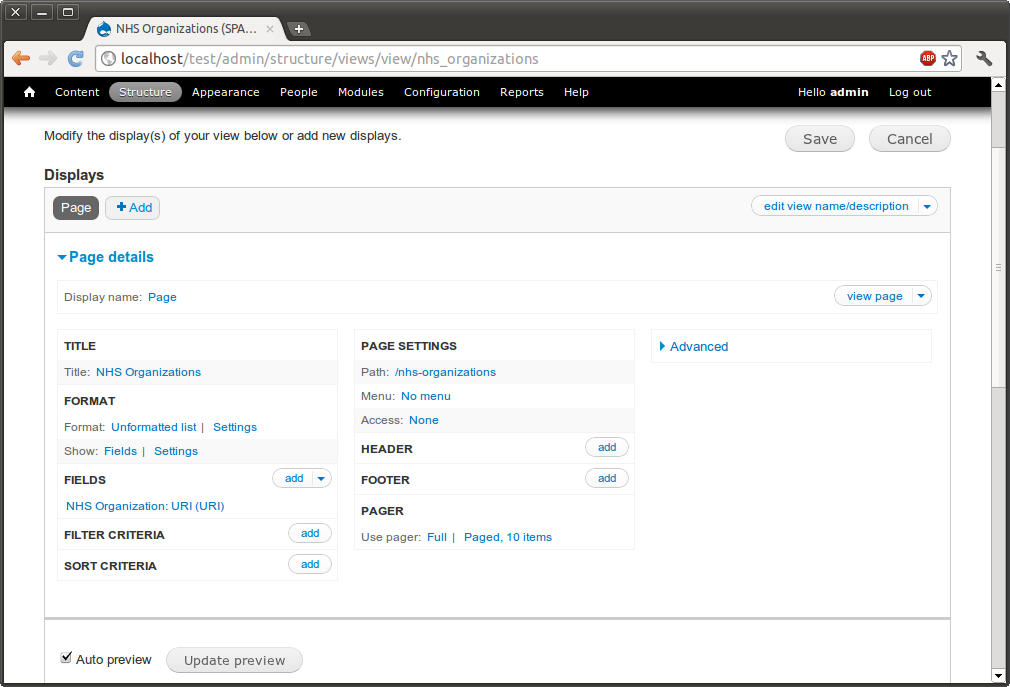 NHS Organizations (SPA...
localhost/test/admin/structure/views/view/nhs_organizations
ABP
Content Structure Appearance People Modules Configuration Reports Help Hello admin Log out
Modify the display(s) of your view below or add new displays.
Save Cancel
Displays
Page + Add edit view name/description
Page details
Display name: Page view page
TITLE
Title: NHS Organizations
FORMAT
Format: Unformatted list | Settings
Show: Fields | Settings
FIELDS add
NHS Organization: URI (URI)
FILTER CRITERIA add
SORT CRITERIA add
PAGE SETTINGS
Path: /nhs-organizations
Menu: No menu
Access: None
HEADER add
FOOTER add
PAGER
Use pager: Full | Paged, 10 items
Advanced
Auto preview Update preview